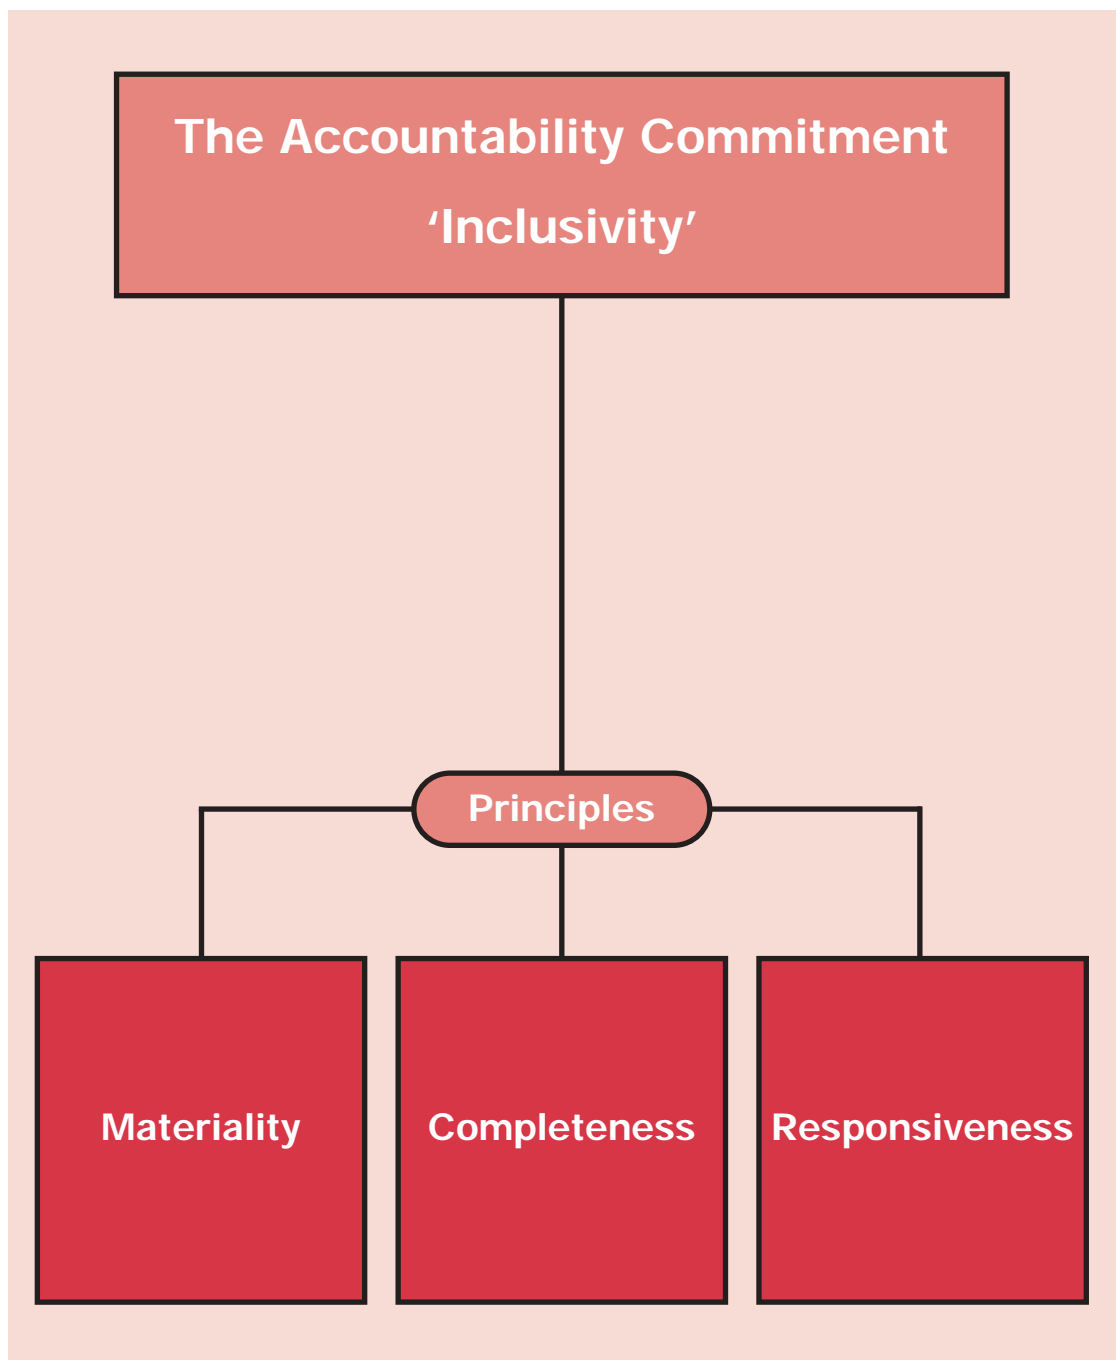 The Accountability Commitment
‘Inclusivity’
Principles
Materiality
Completeness
Responsiveness